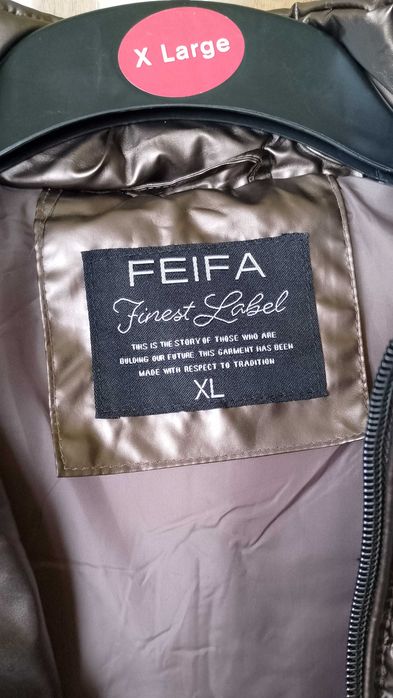 X Large
FEIFA
Finest Label
THIS IS THE STORY OF THOSE WHO ARE
BULDING OUR FUTURE THIS GARMENT HAS BEEN
MADE WITH RESPECT TO TRADITION
XL